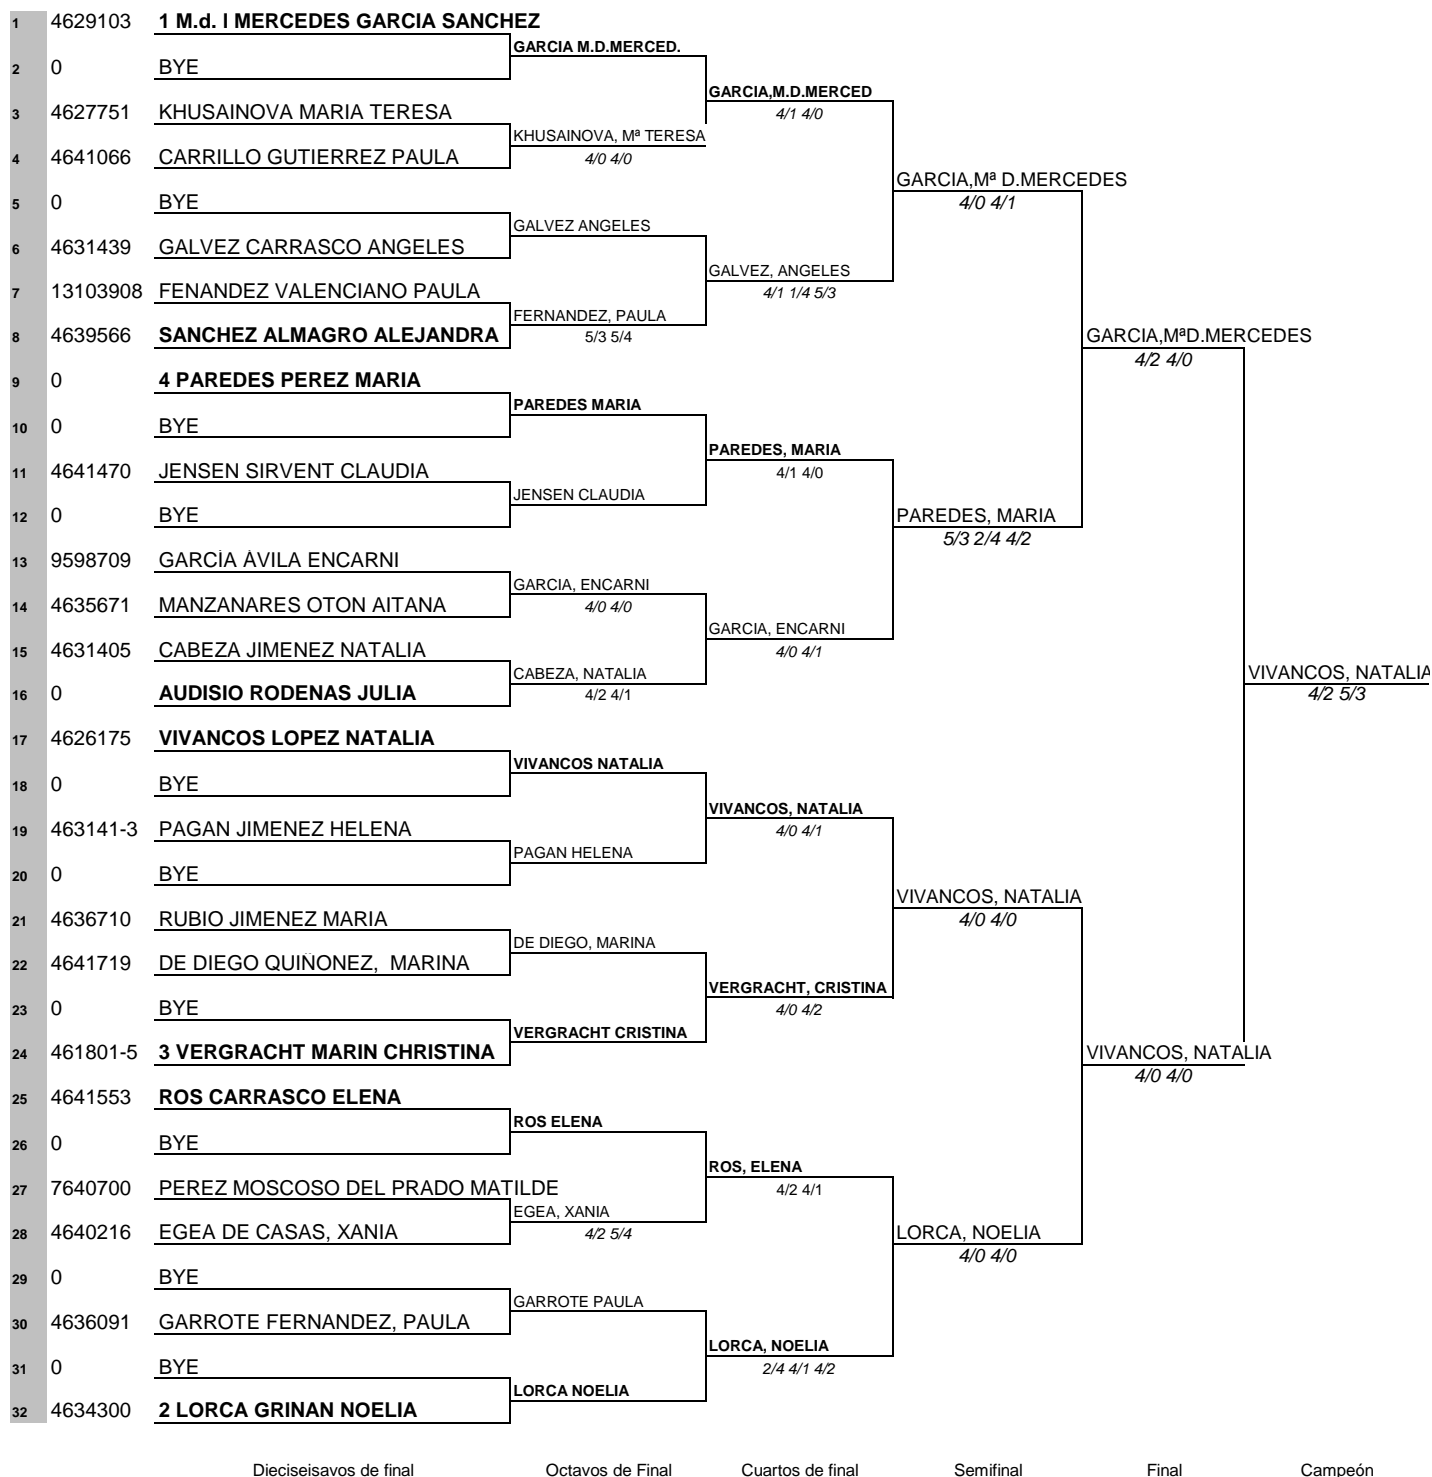 1 4629103 1 M.d. l MERCEDES GARCIA SANCHEZ
GARCIA M.D.MERCED.
2 0 BYE
GARCIA,M.D.MERCED
3 4627751 KHUSAINOVA MARIA TERESA
4/1 4/0
KHUSAINOVA, Mª TERESA
4 4641066 CARRILLO GUTIERREZ PAULA
4/0 4/0
GARCIA,Mª D.MERCEDES
5 0 BYE
4/0 4/1
GALVEZ ANGELES
6 4631439 GALVEZ CARRASCO ANGELES
GALVEZ, ANGELES
7 13103908 FENANDEZ VALENCIANO PAULA
4/1 1/4 5/3
FERNANDEZ, PAULA
8 4639566 SANCHEZ ALMAGRO ALEJANDRA
5/3 5/4
GARCIA,MªD.MERCEDES
4/2 4/0
9 0 4 PAREDES PEREZ MARIA
PAREDES MARIA
10 0 BYE
PAREDES, MARIA
11 4641470 JENSEN SIRVENT CLAUDIA
4/1 4/0
JENSEN CLAUDIA
12 0 BYE
PAREDES, MARIA
5/3 2/4 4/2
13 9598709 GARCÍA ÁVILA ENCARNI
GARCIA, ENCARNI
14 4635671 MANZANARES OTON AITANA
4/0 4/0
GARCIA, ENCARNI
15 4631405 CABEZA JIMENEZ NATALIA
4/0 4/1
CABEZA, NATALIA
VIVANCOS, NATALIA
16 0 AUDISIO RODENAS JULIA
4/2 4/1
4/2 5/3
17 4626175 VIVANCOS LOPEZ NATALIA
VIVANCOS NATALIA
18 0 BYE
VIVANCOS, NATALIA
19 463141-3 PAGAN JIMENEZ HELENA
4/0 4/1
PAGAN HELENA
20 0 BYE
VIVANCOS, NATALIA
21 4636710 RUBIO JIMENEZ MARIA
4/0 4/0
DE DIEGO, MARINA
22 4641719 DE DIEGO QUIÑONEZ, MARINA
VERGRACHT, CRISTINA
23 0 BYE
4/0 4/2
VERGRACHT CRISTINA
24 461801-5 3 VERGRACHT MARIN CHRISTINA
VIVANCOS, NATALIA
4/0 4/0
25 4641553 ROS CARRASCO ELENA
ROS ELENA
26 0 BYE
ROS, ELENA
27 7640700 PEREZ MOSCOSO DEL PRADO MATILDE
4/2 4/1
EGEA, XANIA
28 4640216 EGEA DE CASAS, XANIA
4/2 5/4
LORCA, NOELIA
4/0 4/0
29 0 BYE
GARROTE PAULA
30 4636091 GARROTE FERNANDEZ, PAULA
LORCA, NOELIA
31 0 BYE
2/4 4/1 4/2
LORCA NOELIA
32 4634300 2 LORCA GRINAN NOELIA
Dieciseisavos de final Octavos de Final Cuartos de final Semifinal Final Campeón